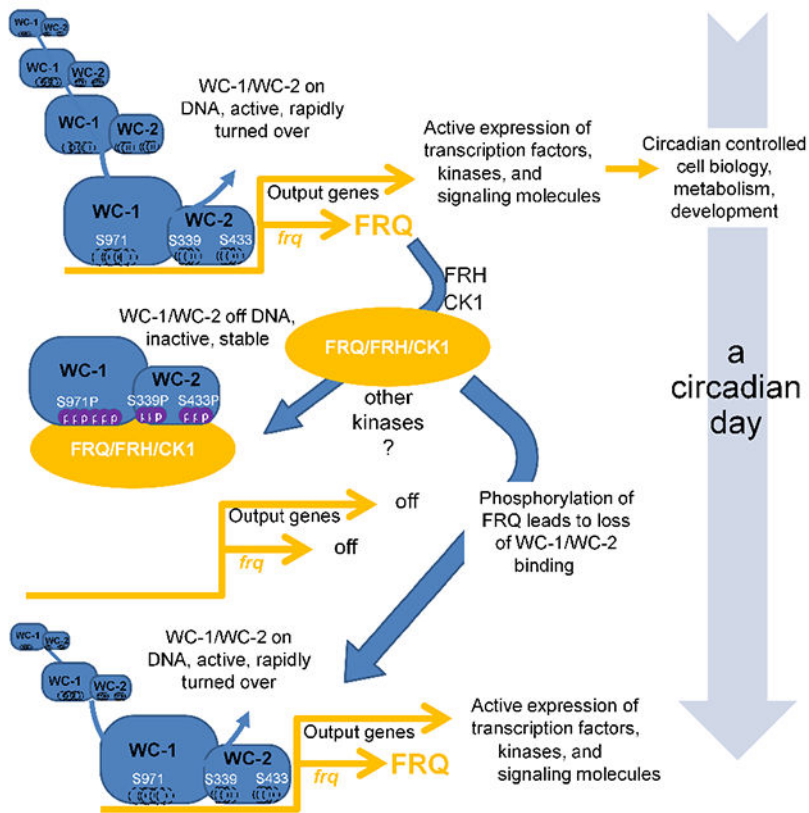 WC-1
WC-2
WC-1
WC-2
WC-1
WC-2
WC-1
WC-2
S971
S339
S433
WC-1/WC-2 on
DNA, active, rapidly
turned over
Output genes
frq
FRQ
Active expression of
transcription factors,
kinases, and
signaling molecules
Circadian controlled
cell biology,
metabolism,
development
FRH
CK1
WC-1/WC-2 off DNA,
inactive, stable
FRQ/FRH/CK1
WC-1
WC-2
S971P
S339P
S433P
FRQ/FRH/CK1
other
kinases
?
a
circadian
day
Output genes
off
frq
off
Phosphorylation of
FRQ leads to loss
of WC-1/WC-2
binding
WC-1
WC-2
WC-1
WC-2
WC-1
WC-2
S971
S339
S433
WC-1/WC-2 on
DNA, active, rapidly
turned over
Output genes
frq
FRQ
Active expression of
transcription factors,
kinases, and
signaling molecules